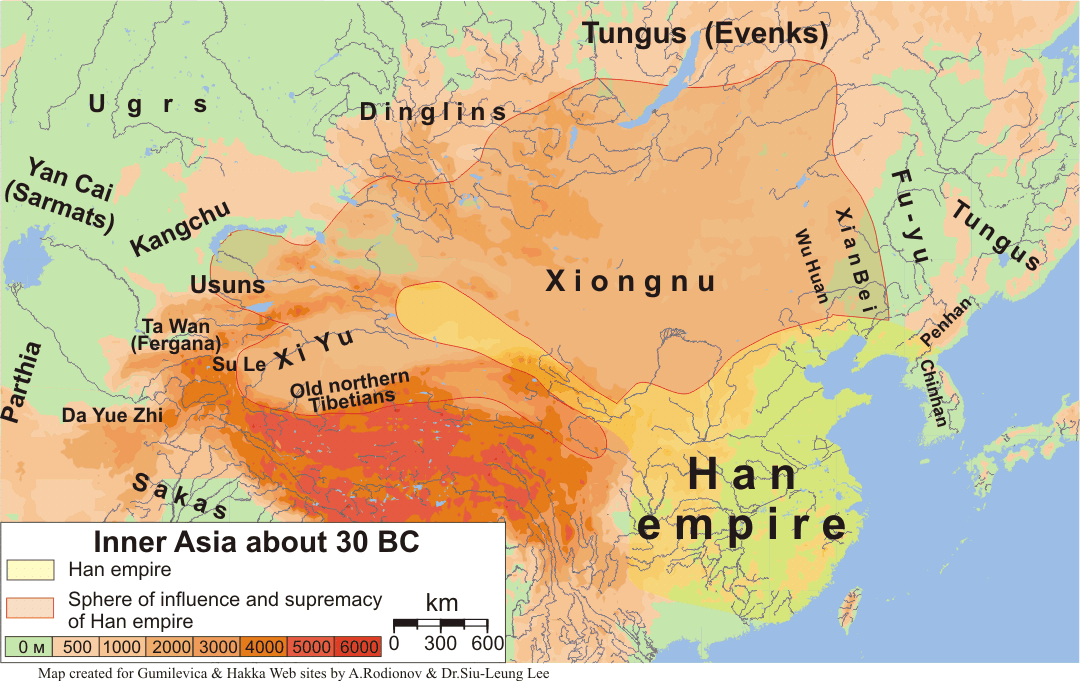 Tungus (Evenks)
Ugrs
Dinglins
Yan Cai
(Sarmats)
Kangchu
Fu-yu
Tungus
XianBei
Wu Huan
Usuns
Xiongnu
Ta Wan
(Fergana)
Su Le
Xi Yu
Penhan
Chinhan
Parthia
Old northern
Tibetians
Da Yue Zhi
Sakas
Han
empire
Inner Asia about 30 BC
Han empire
Sphere of influence and supremacy
of Han empire
km
0 300 600
0 м 500 1000 2000 3000 4000 5000 6000
Map created for Gumilevica & Hakka Web sites by A.Rodionov & Dr.Siu-Leung Lee